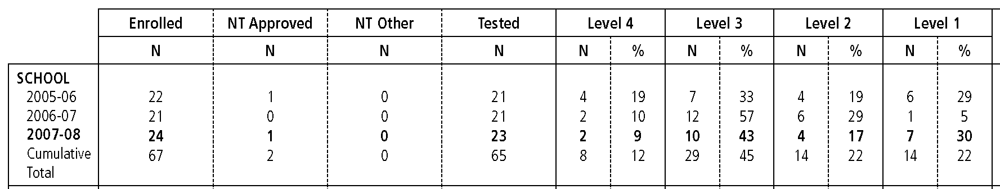 Enrolled NT Approved NT Other Tested Level 4 Level 3 Level 2 Level 1
N N N N N % N % N % N %
SCHOOL
2005-06 22 1 0 21 4 19 7 33 4 19 6 29
2006-07 21 0 0 21 2 10 12 57 6 29 1 5
2007-08 24 1 0 23 2 9 10 43 4 17 7 30
Cumulative 67 2 0 65 8 12 29 45 14 22 14 22
Total